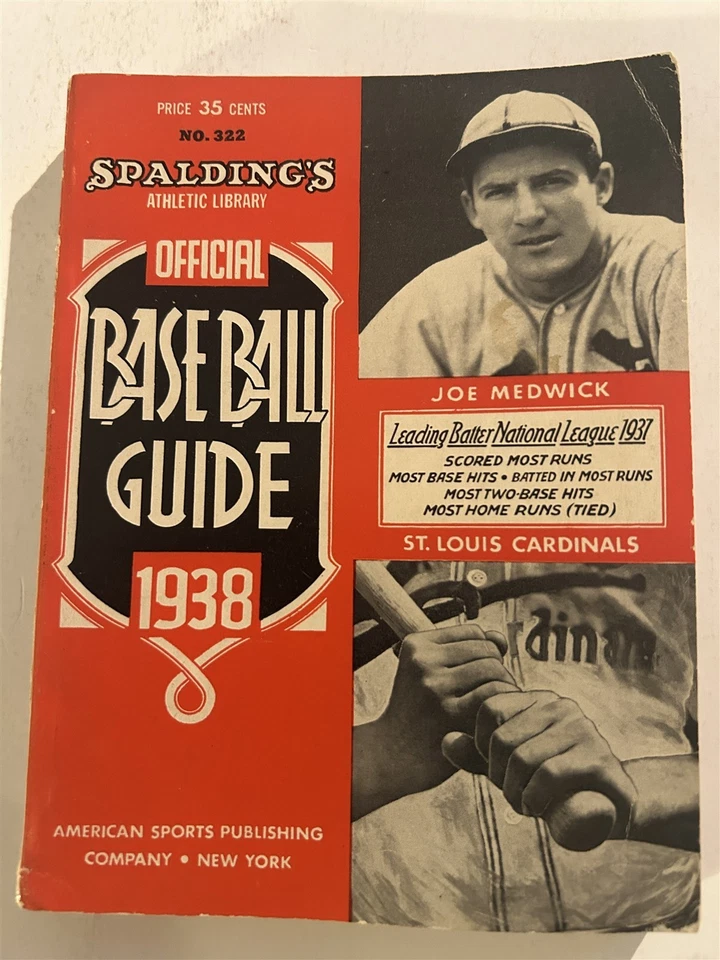 PRICE 35 CENTS
NO. 322
SPALDING'S
ATHLETIC LIBRARY
OFFICIAL
BASE BALL
GUIDE
1938
AMERICAN SPORTS PUBLISHING
COMPANY • NEW YORK
JOE MEDWICK
Leading Batter National League 1937
SCORED MOST RUNS
MOST BASE HITS • BATTED IN MOST RUNS
MOST TWO-BASE HITS
MOST HOME RUNS (TIED)
ST. LOUIS CARDINALS
rdinals